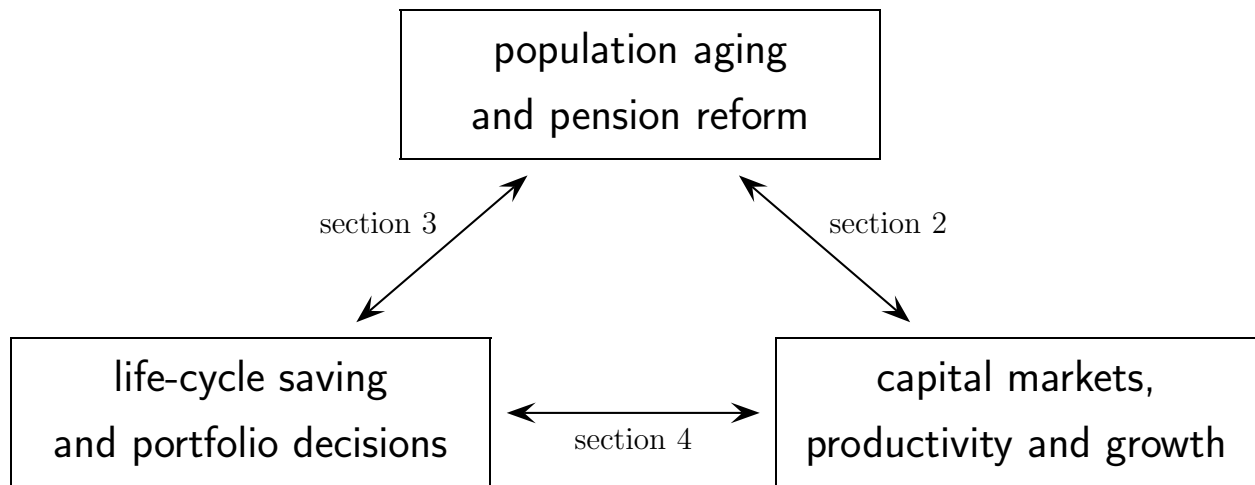 population aging
and pension reform
section 3
section 2
life-cycle saving
and portfolio decisions
section 4
capital markets,
productivity and growth